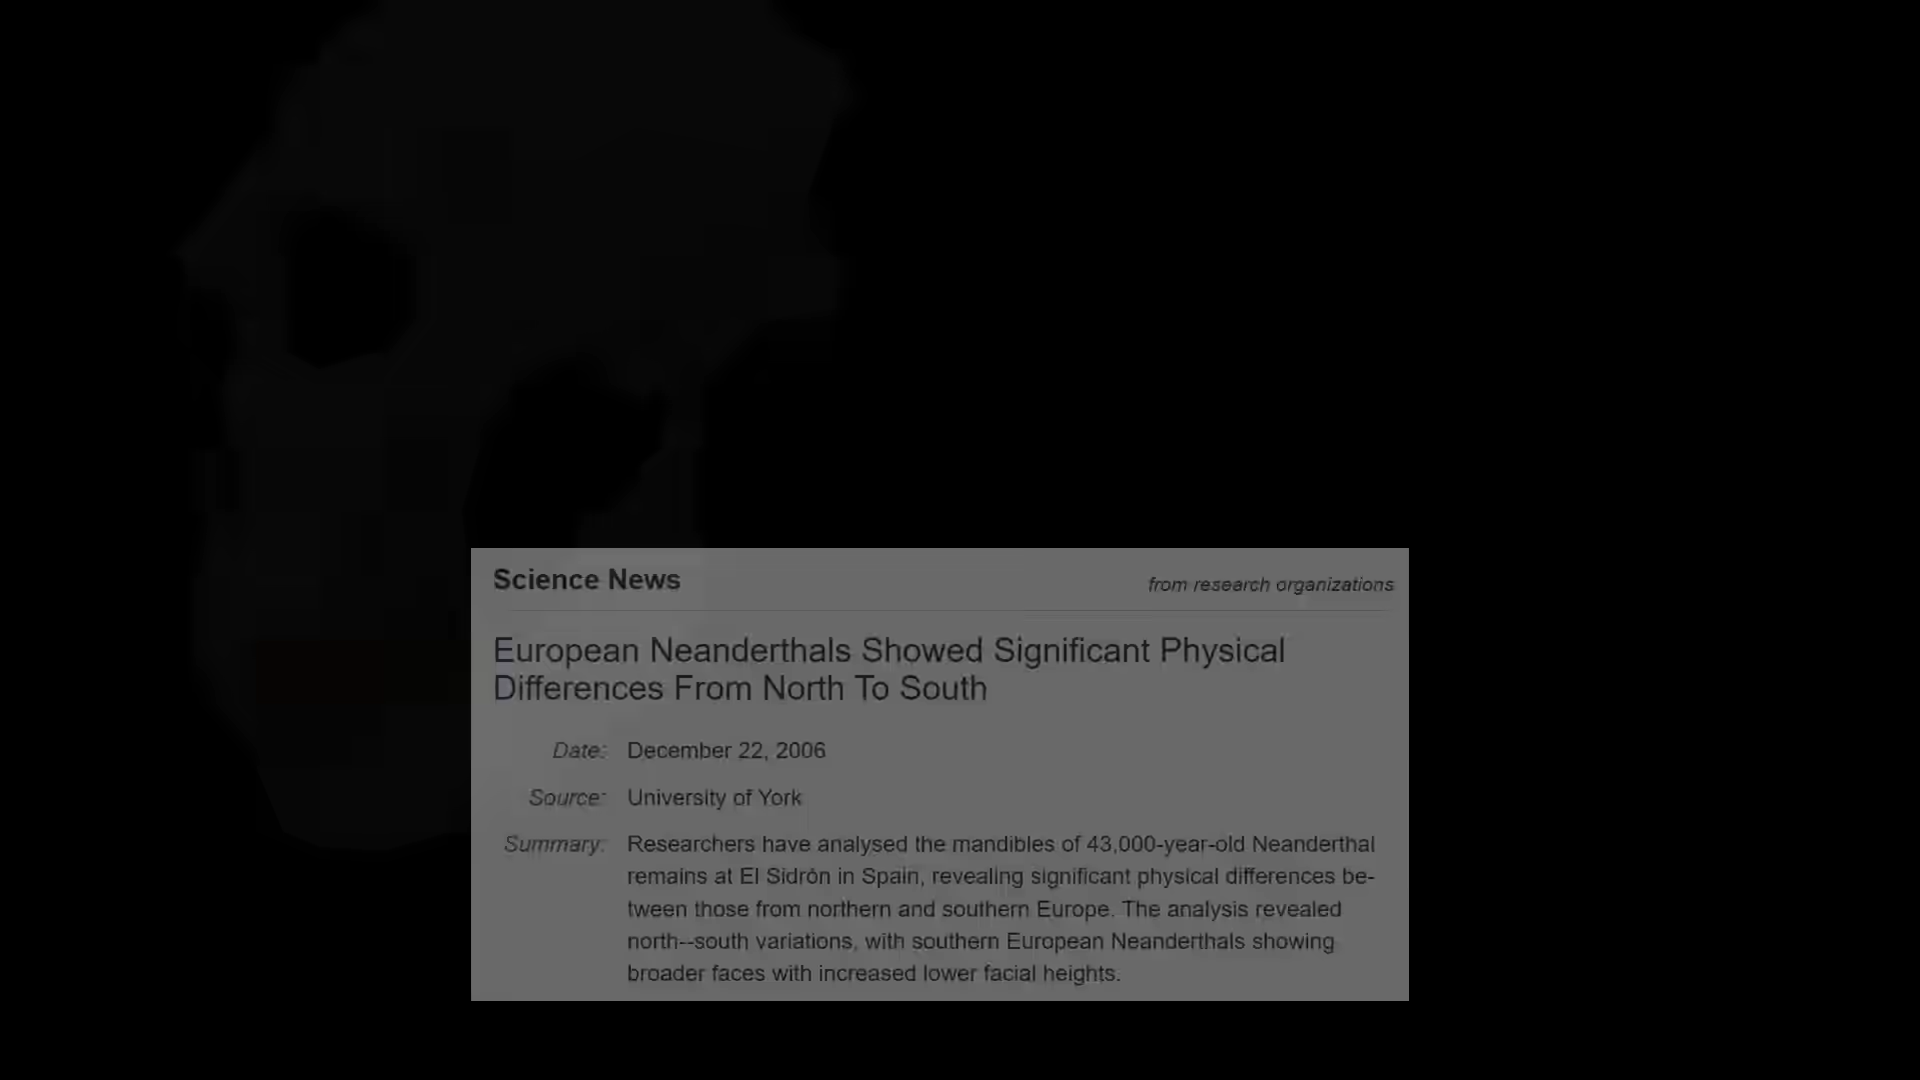 Science News
from research organizations
European Neanderthals Showed Significant Physical
Differences From North To South
Date: December 22, 2006
Source: University of York
Summary: Researchers have analysed the mandibles of 43,000-year-old Neanderthal
remains at El Sidrón in Spain, revealing significant physical differences be-
tween those from northern and southern Europe. The analysis revealed
north--south variations, with southern European Neanderthals showing
broader faces with increased lower facial heights.